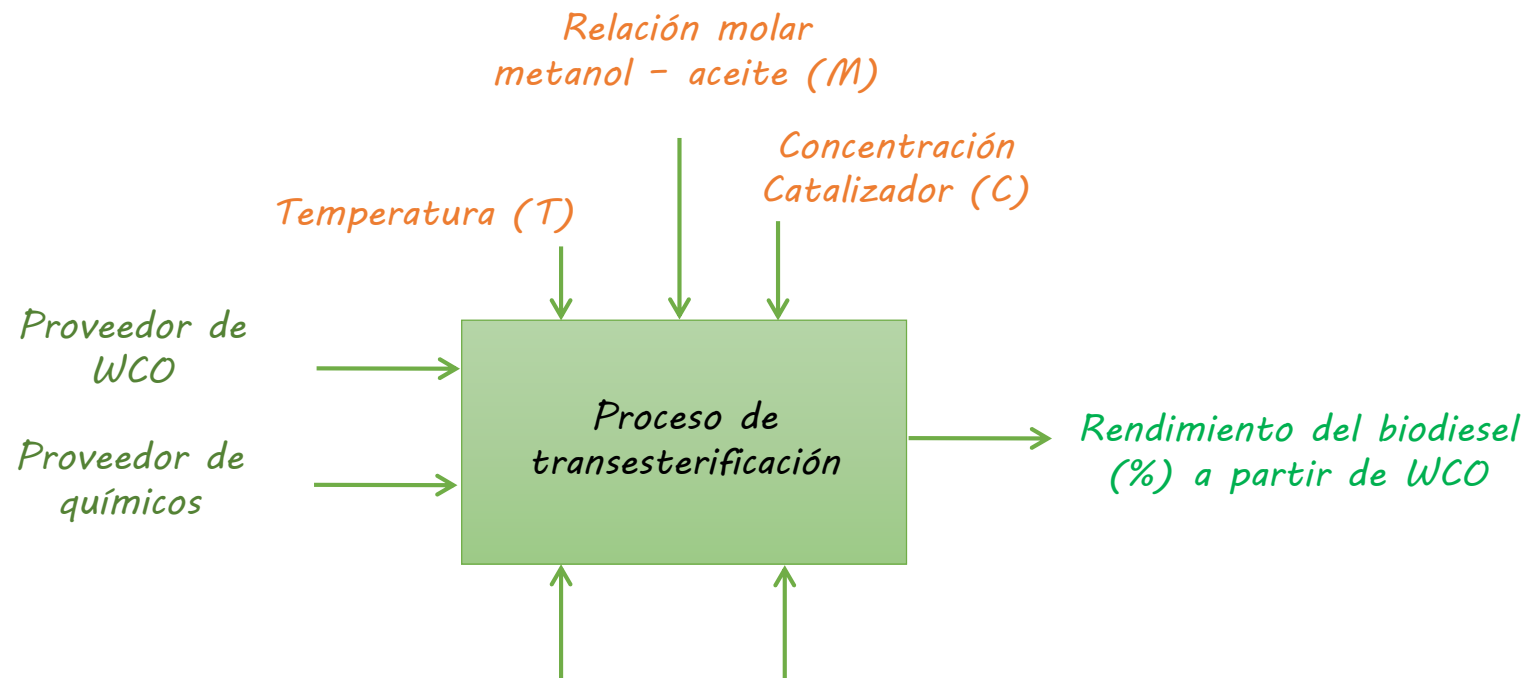 Relación molar
metanol - aceite (M)
Concentración
Catalizador (C)
Temperatura (T)
Proveedor de
WCO
Proceso de
transesterificación
Rendimiento del biodiesel
(%) a partir de WCO
Proveedor de
químicos